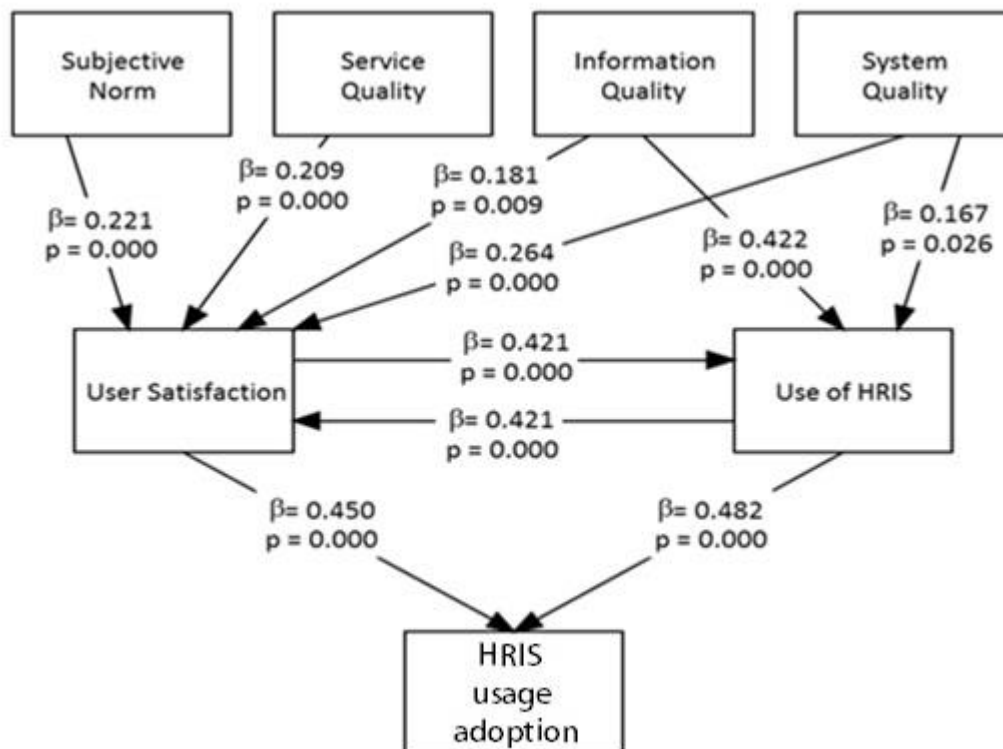 Subjective
Norm
Service
Quality
Information
Quality
System
Quality
β= 0.221
p = 0.000
β= 0.209
p = 0.000
β= 0.181
p = 0.009
β= 0.264
p = 0.000
β= 0.422
p = 0.000
β= 0.167
p = 0.026
User Satisfaction
β= 0.421
p = 0.000
β= 0.421
p = 0.000
Use of HRIS
β= 0.450
p = 0.000
β= 0.482
p = 0.000
HRIS
usage
adoption